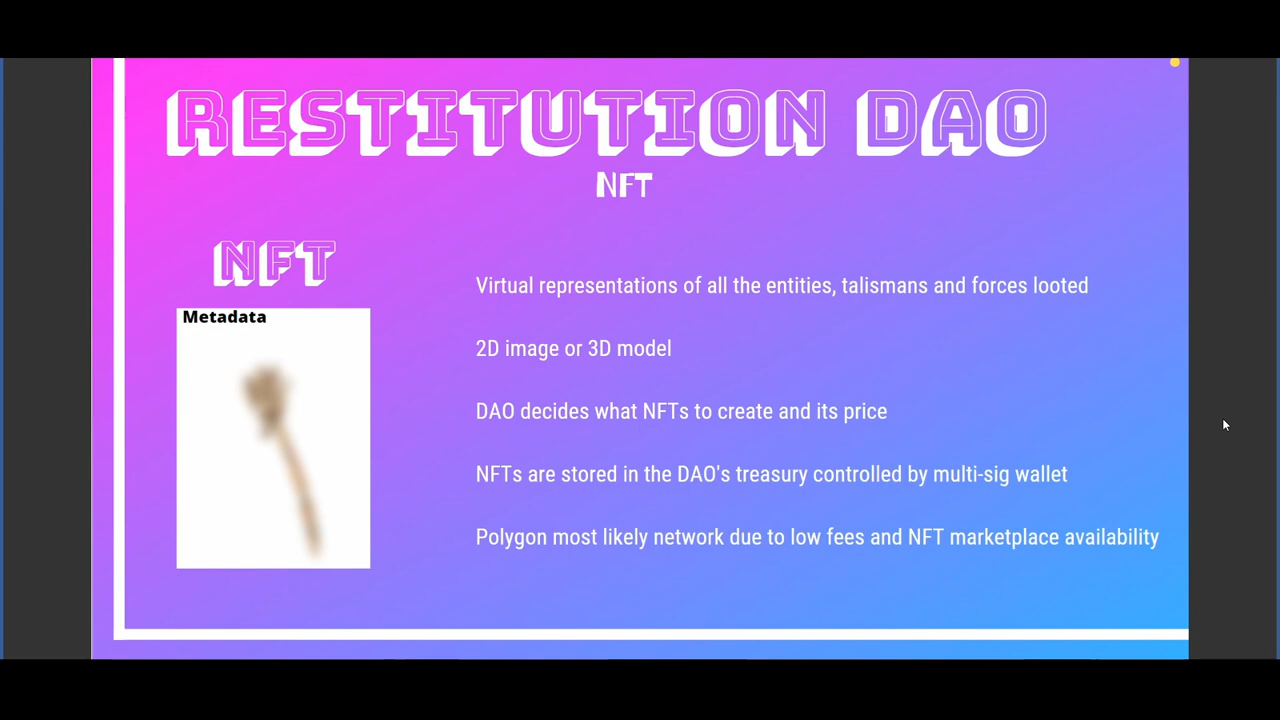 RESTITUTION DAO
NFT
NFT
Metadata
Virtual representations of all the entities, talismans and forces looted
2D image or 3D model
DAO decides what NFTs to create and its price
NFTs are stored in the DAO's treasury controlled by multi-sig wallet
Polygon most likely network due to low fees and NFT marketplace availability